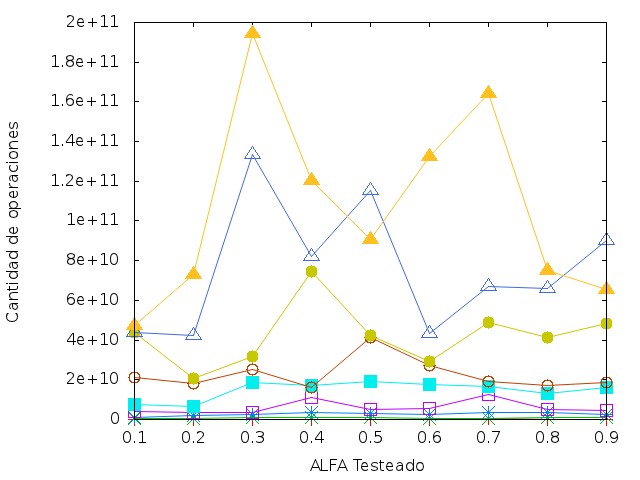 2e+11
1.8e+11
1.6e+11
1.4e+11
1.2e+11
1e+11
8e+10
6e+10
4e+10
2e+10
0
Cantidad de operaciones
0.1 0.2 0.3 0.4 0.5 0.6 0.7 0.8 0.9
ALFA Testeado